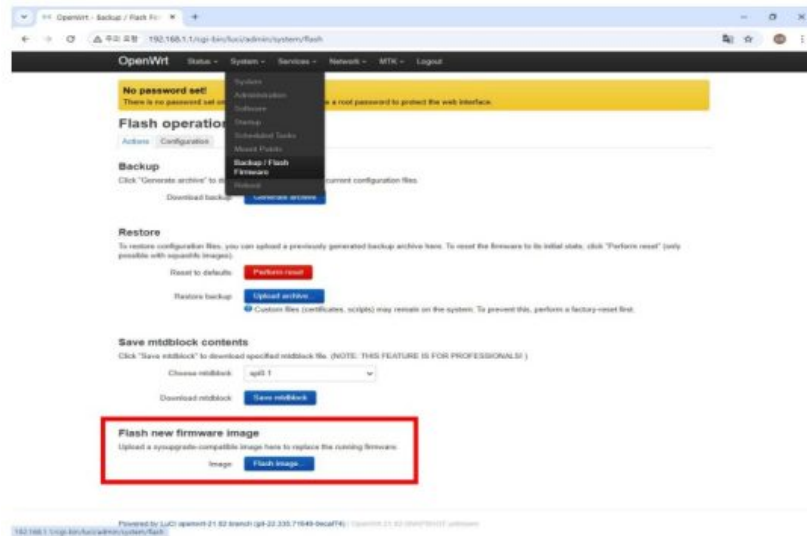 OpenWrt - Backup / Flash Fir
주의 요함 192.168.1.1/cgi-bin/luci/admin/system/flash
OpenWrt Status System Services Network MTK Logout
No password set!
There is no password set on a root password to protect the web interface.
System
Administration
Software
Startup
Scheduled Tasks
Mount Points
Backup / Flash
Firmware
Reboot
Flash operation
Actions Configuration
Backup
Click "Generate archive" to current configuration files.
Download backup Generate archive
Restore
To restore configuration files, you can upload a previously generated backup archive here. To reset the firmware to its initial state, click "Perform reset" (only
possible with squashfs images).
Reset to defaults Perform reset
Restore backup Upload archive...
Custom files (certificates, scripts) may remain on the system. To prevent this, perform a factory-reset first.
Save mtdblock contents
Click "Save mtdblock" to download specified mtdblock file. (NOTE: THIS FEATURE IS FOR PROFESSIONALS! )
Choose mtdblock spi0.1
Download mtdblock Save mtdblock
Flash new firmware image
Upload a sysupgrade-compatible image here to replace the running firmware.
Image Flash image...
Powered by LuCI openwrt-21.02 branch
192.168.1.1/cgi-bin/luci/admin/system/flash